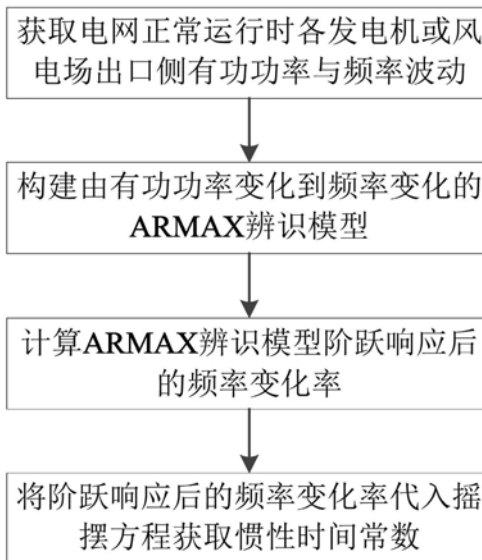 获取电网正常运行时各发电机或风
电场出口侧有功功率与频率波动
构建由有功功率变化到频率变化的
ARMAX辨识模型
计算ARMAX辨识模型阶跃响应后
的频率变化率
将阶跃响应后的频率变化率代入摇
摆方程获取惯性时间常数